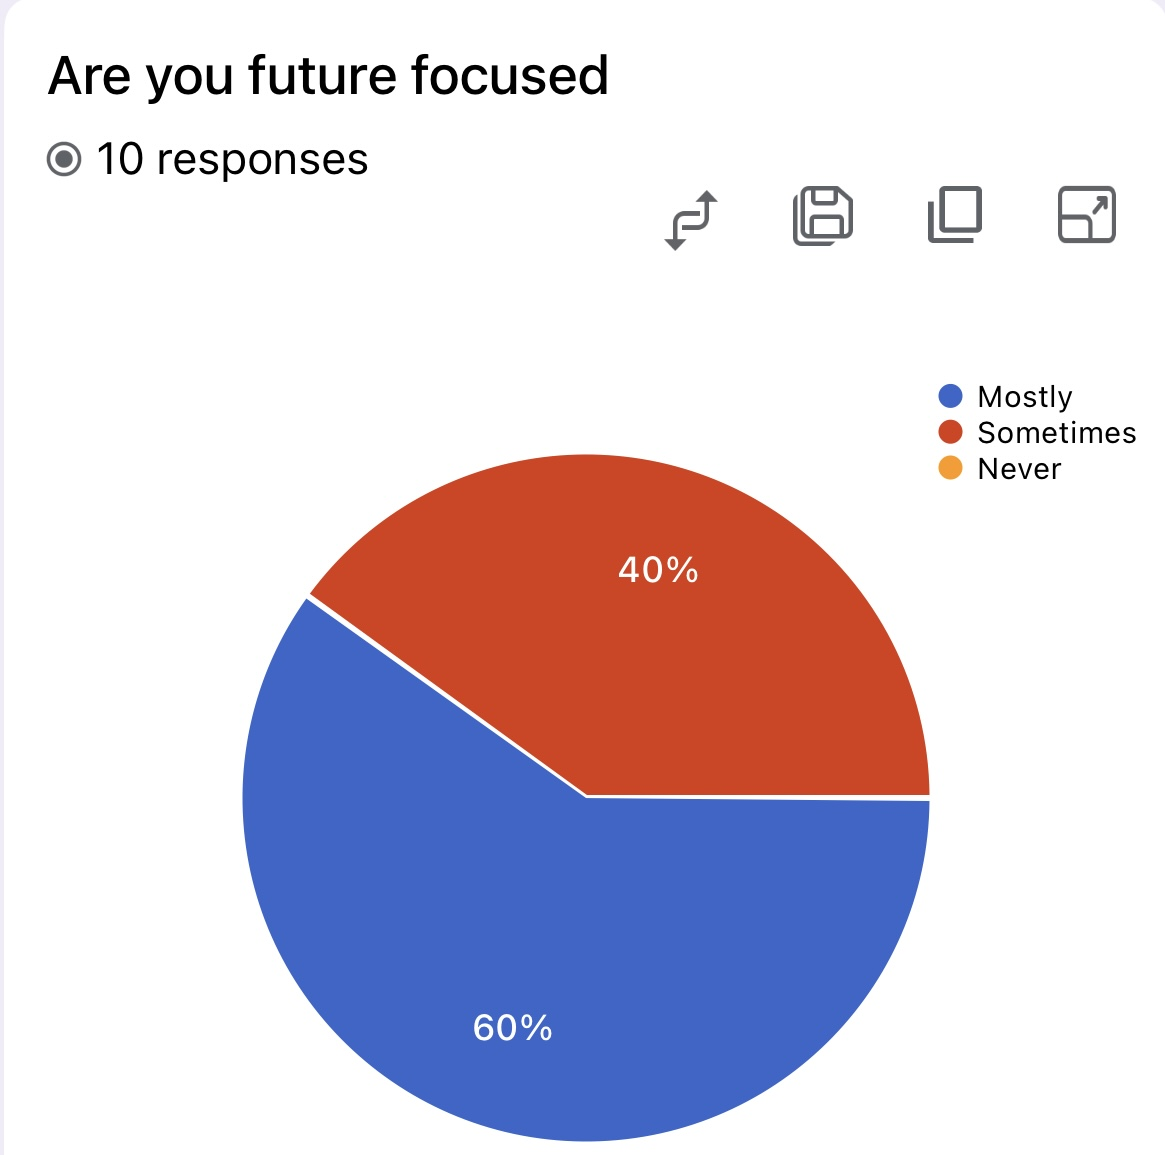 Are you future focused
10 responses
Mostly
Sometimes
Never
40%
60%